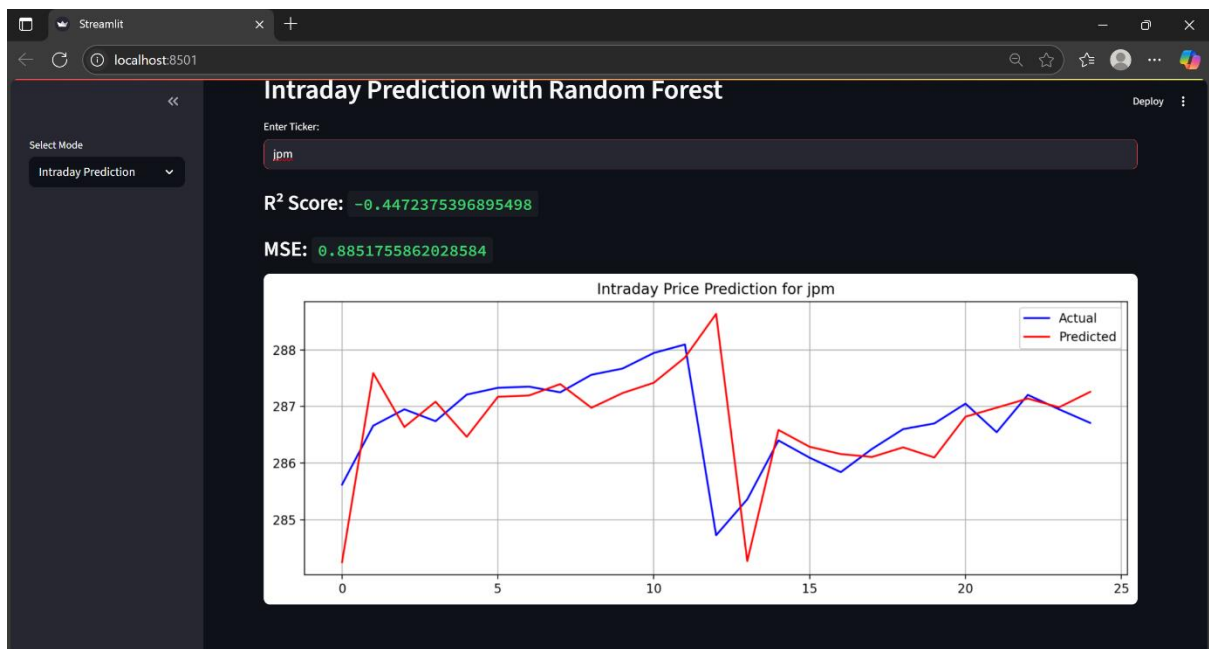 Streamlit
localhost:8501
Deploy
Select Mode
Intraday Prediction
Intraday Prediction with Random Forest
Enter Ticker:
jpm
R² Score: -0.4472375396895498
MSE: 0.8851755862028584
Intraday Price Prediction for jpm
Actual
Predicted
288
287
286
285
0 5 10 15 20 25